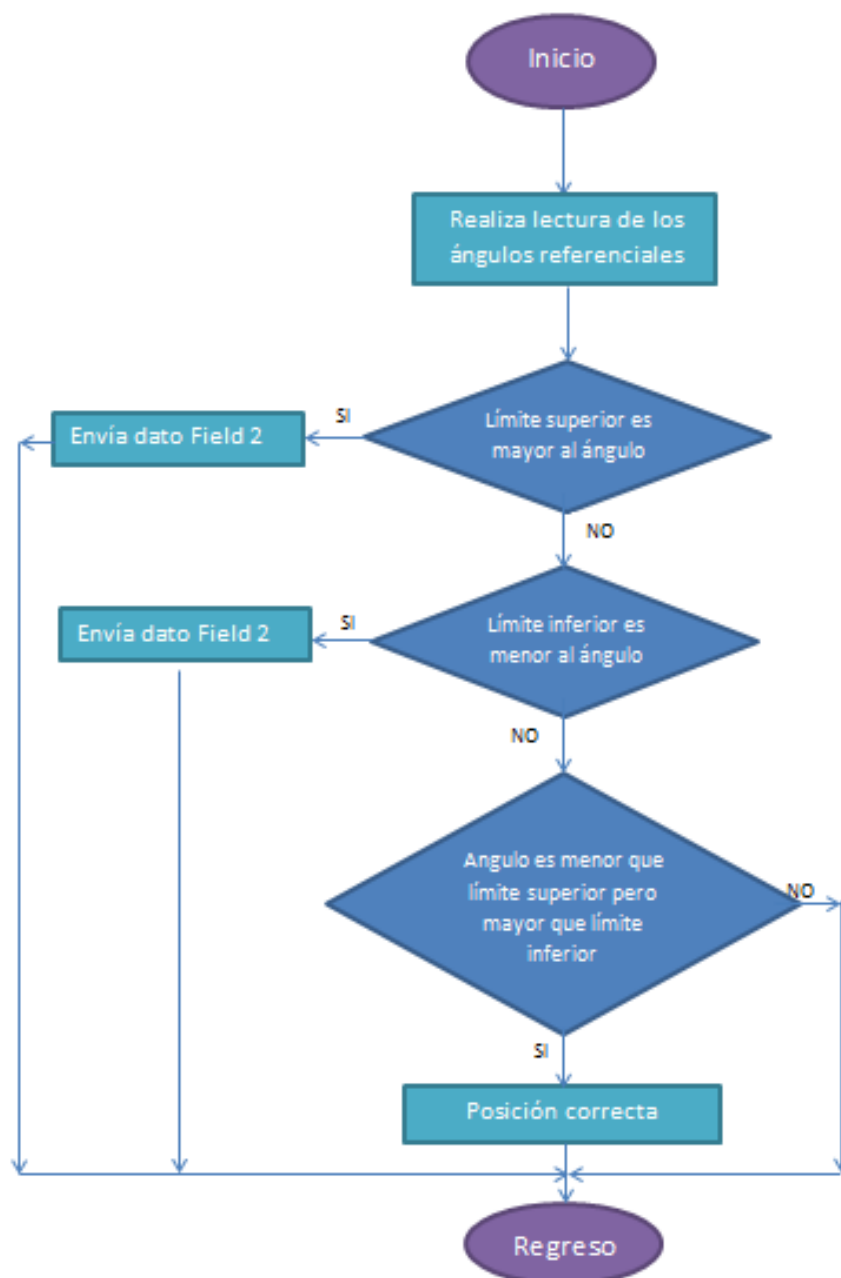 Inicio
Realiza lectura de los
ángulos referenciales
Límite superior es
mayor al ángulo
SI
Envía dato Field 2
NO
Límite inferior es
menor al ángulo
SI
Envía dato Field 2
NO
Angulo es menor que
límite superior pero
mayor que límite
inferior
NO
SI
Posición correcta
Regreso